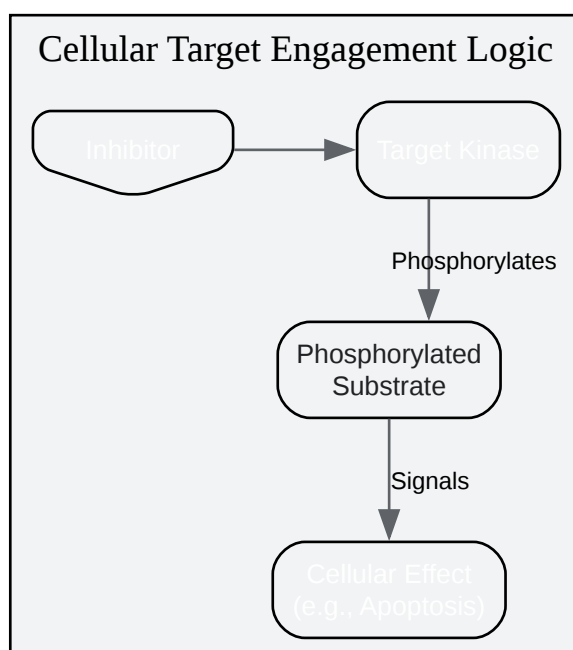 Cellular Target Engagement Logic
Inhibitor
Target Kinase
Phosphorylates
Phosphorylated
Substrate
Signals
Cellular Effect
(e.g., Apoptosis)